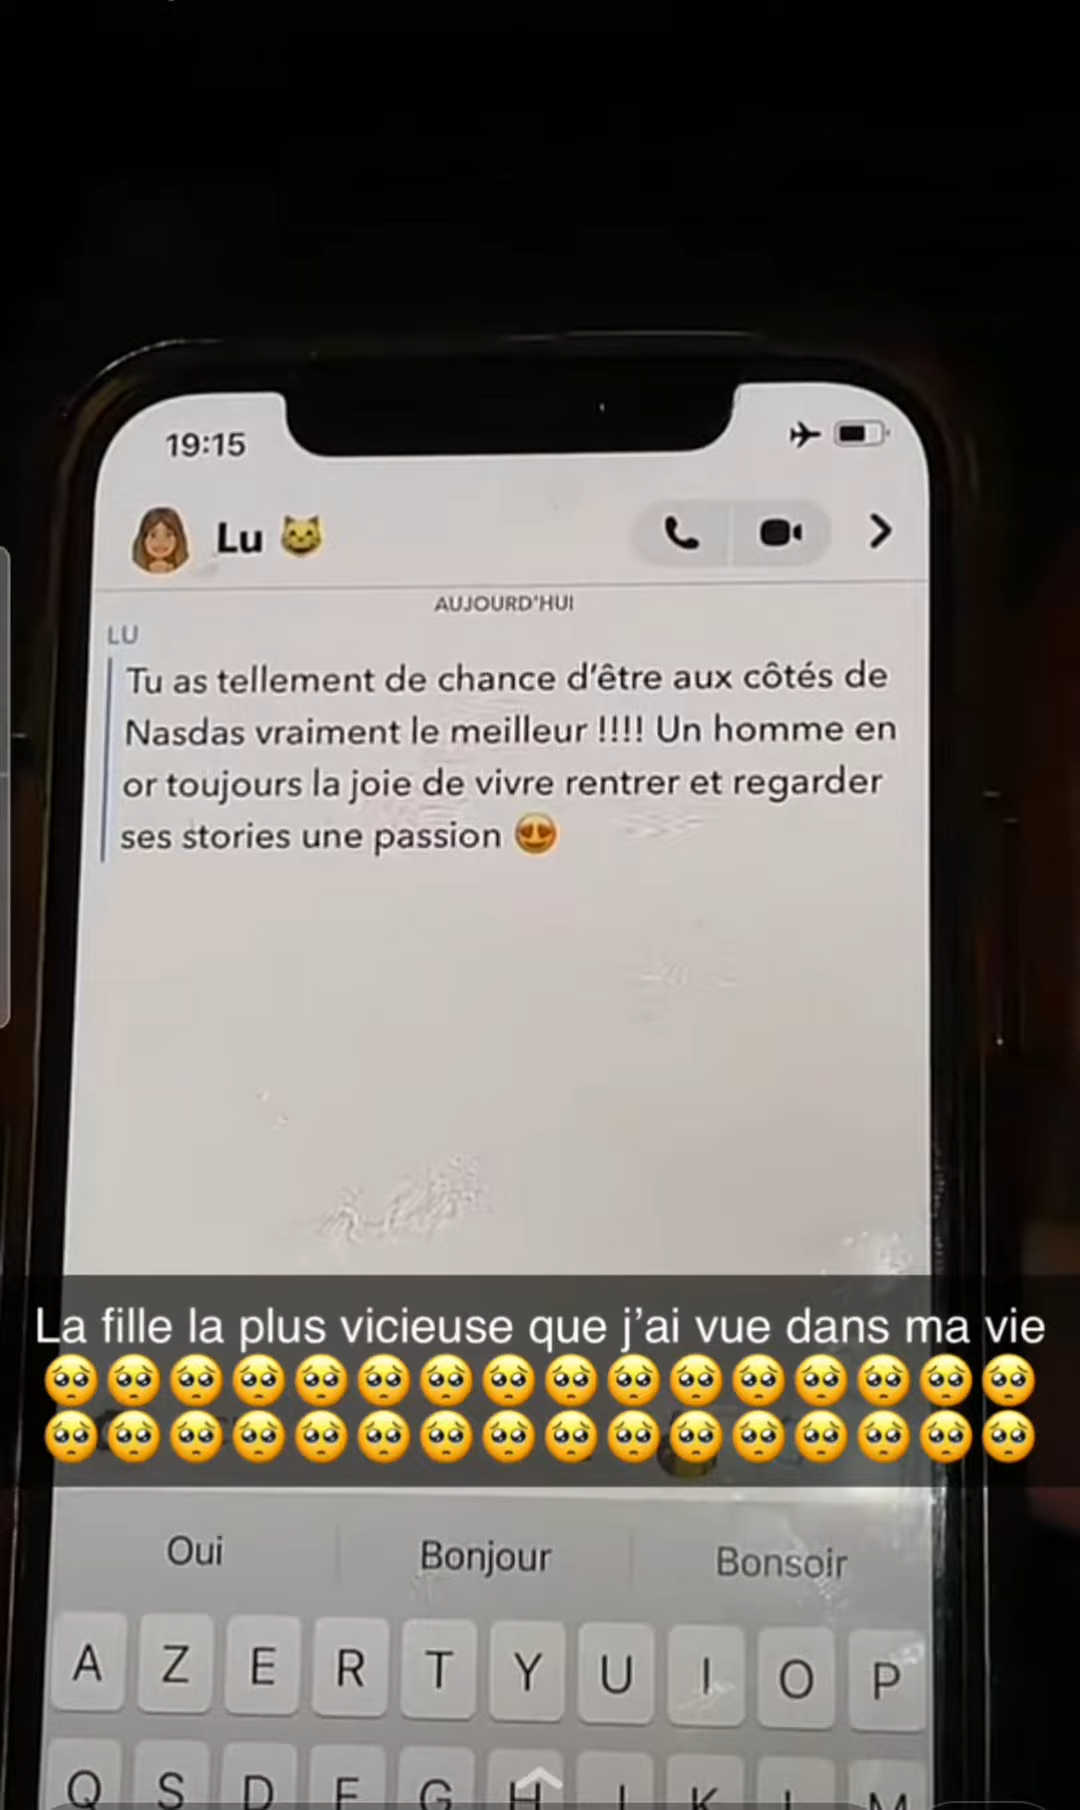 19:15
Lu 😺
AUJOURD'HUI
LU
Tu as tellement de chance d'être aux côtés de
Nasdas vraiment le meilleur !!!! Un homme en
or toujours la joie de vivre rentrer et regarder
ses stories une passion 😍
La fille la plus vicieuse que j'ai vue dans ma vie
🥺🥺🥺🥺🥺🥺🥺🥺🥺🥺🥺🥺🥺🥺🥺🥺
🥺🥺🥺🥺🥺🥺🥺🥺🥺🥺🥺🥺🥺🥺🥺🥺
Oui Bonjour Bonsoir
A Z E R T Y U I O P
Q S D F G H J K L M